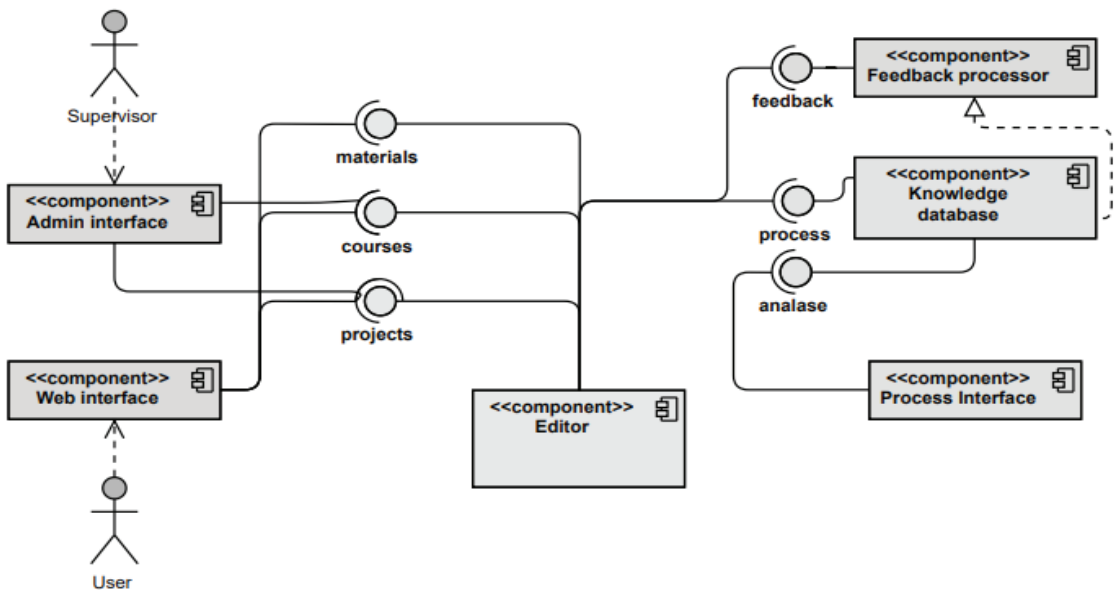 Supervisor
<<component>>
Admin interface
<<component>>
Web interface
User
materials
courses
projects
<<component>>
Editor
feedback
process
analase
<<component>>
Feedback processor
<<component>>
Knowledge
database
<<component>>
Process Interface